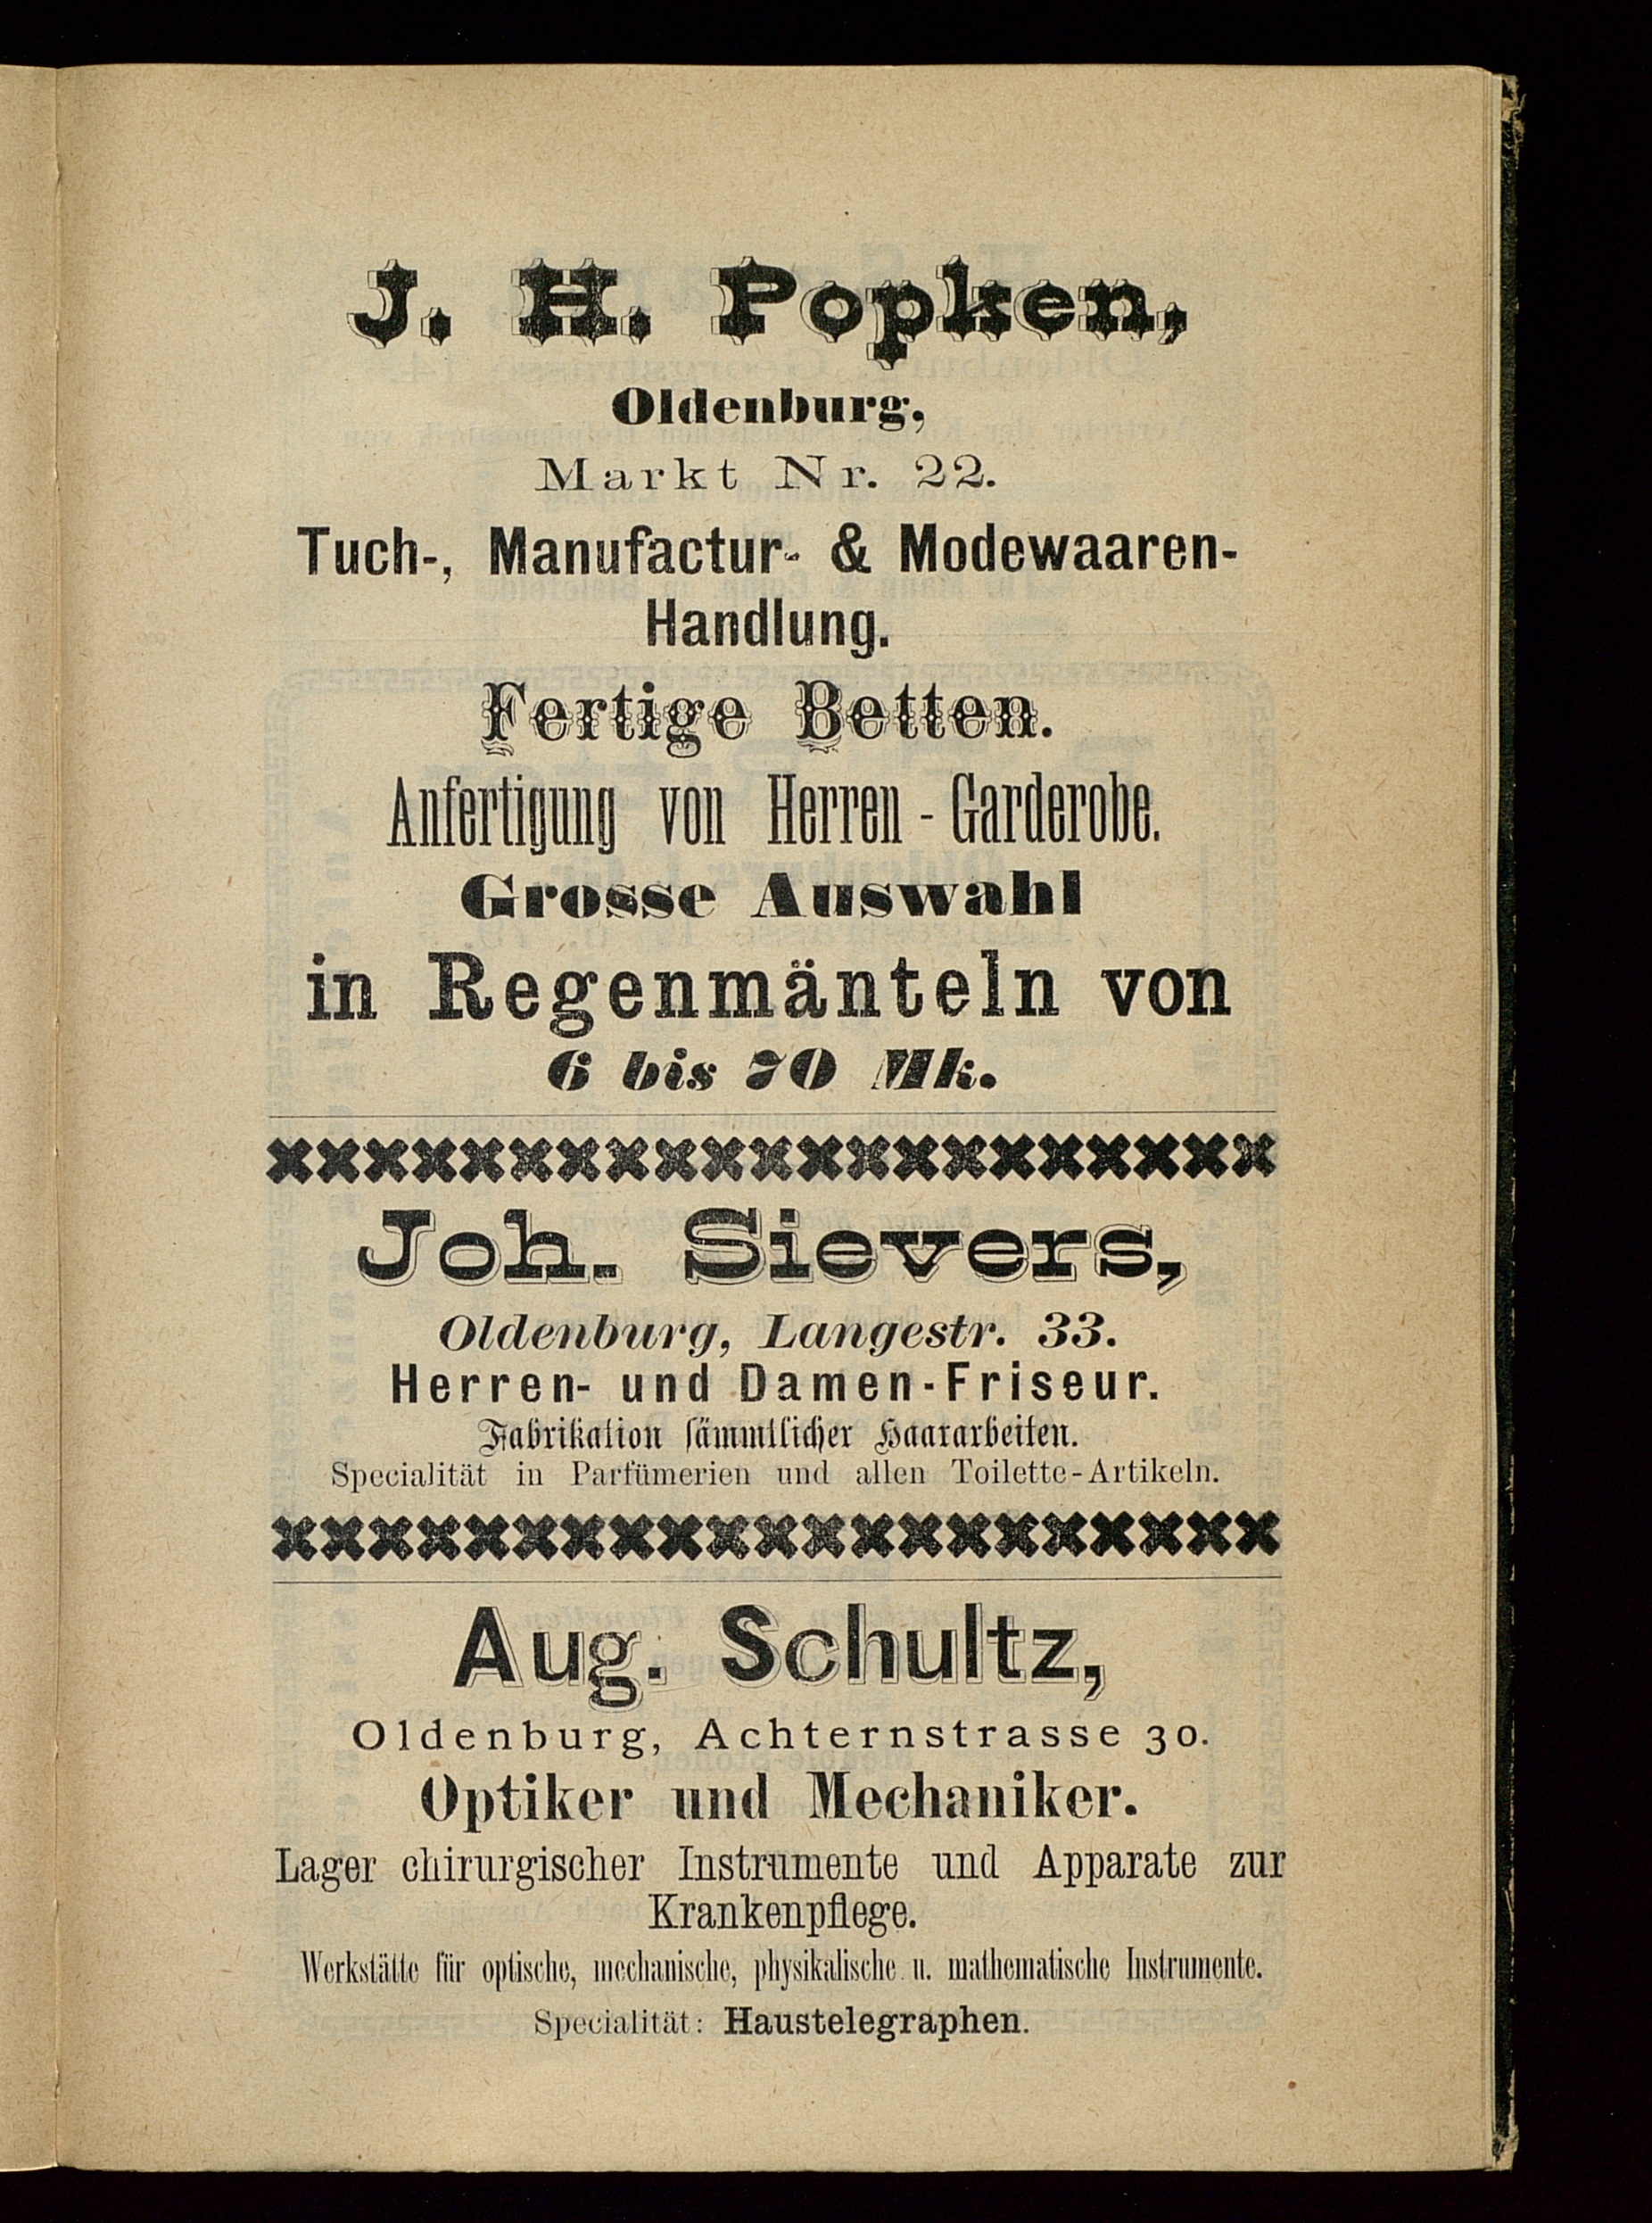 J. H. Popken,
Oldenburg,
Markt Nr. 22.
Tuch-, Manufactur- & Modewaaren-
Handlung.
Fertige Betten.
Anfertigung von Herren-Garderobe.
Grosse Auswahl
in Regenmänteln von
6 bis 70 Mk.
Joh. Sievers,
Oldenburg, Langestr. 33.
Herren- und Damen-Friseur.
Fabrikation sämmtlicher Haararbeiten.
Specialität in Parfümerien und allen Toilette-Artikeln.
Aug. Schultz,
Oldenburg, Achternstrasse 30.
Optiker und Mechaniker.
Lager chirurgischer Instrumente und Apparate zur
Krankenpflege.
Werkstätte für optische, mechanische, physikalische u. mathematische Instrumente.
Specialität: Haustelegraphen.